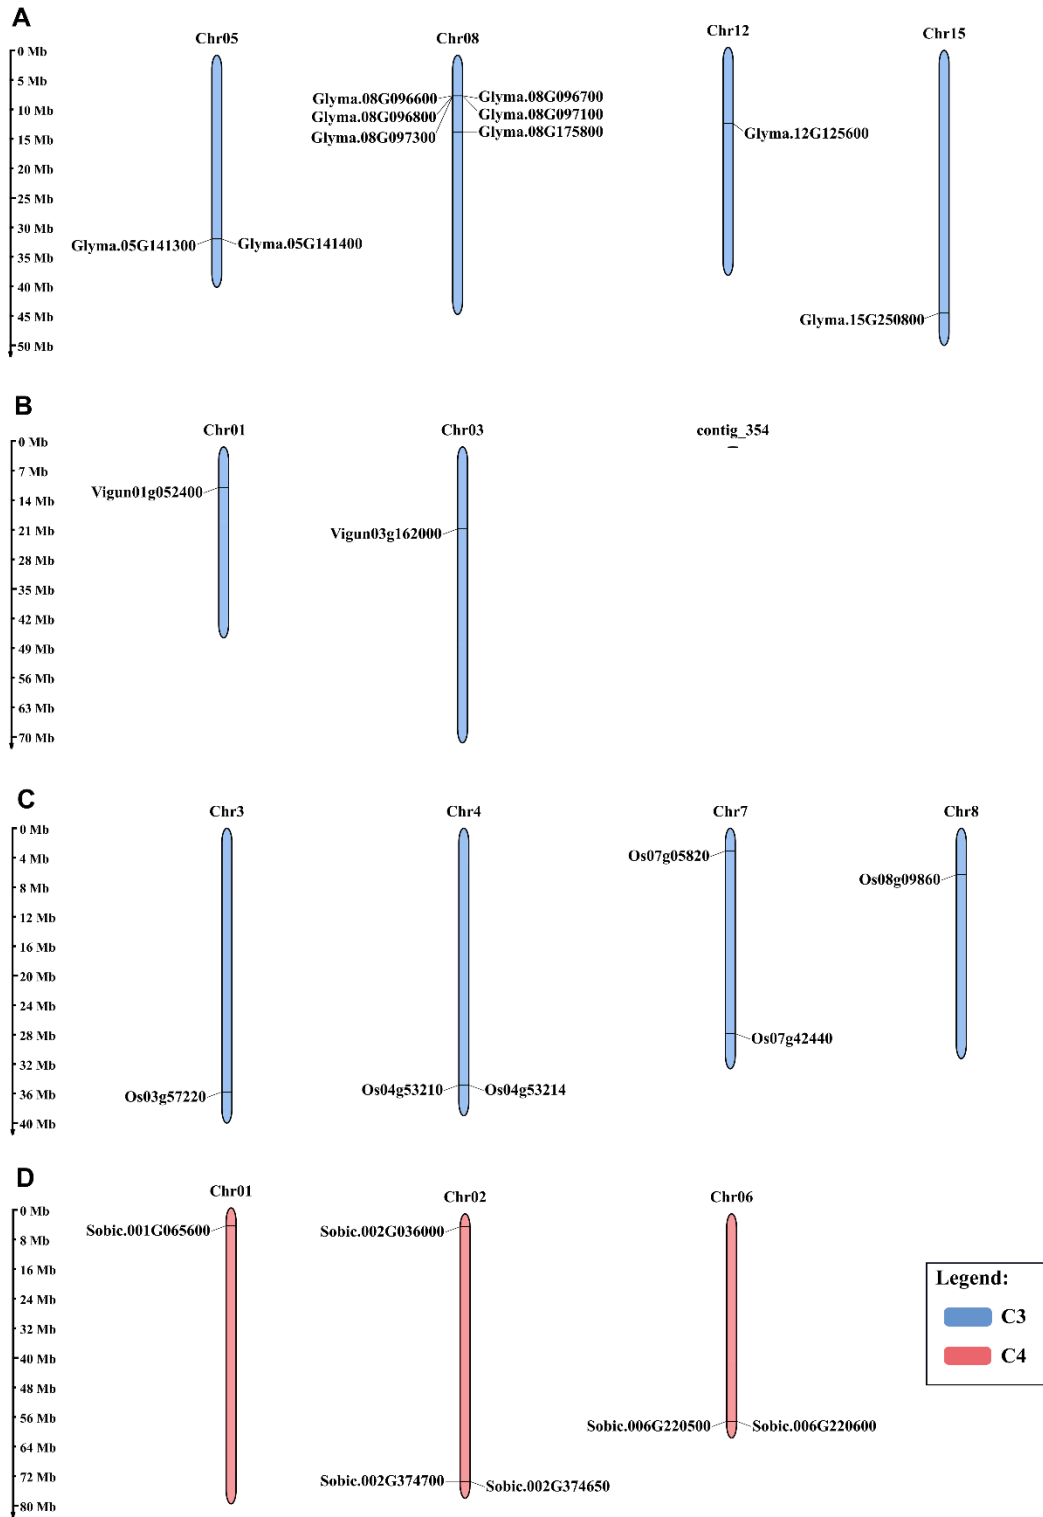 A
Chr05
Chr08
Chr12
Chr15
0 Mb
5 Mb
10 Mb
15 Mb
20 Mb
25 Mb
30 Mb
35 Mb
40 Mb
45 Mb
50 Mb
Glyma.05G141300
Glyma.05G141400
Glyma.08G096600
Glyma.08G096700
Glyma.08G096800
Glyma.08G097100
Glyma.08G097300
Glyma.08G175800
Glyma.12G125600
Glyma.15G250800
B
Chr01
Chr03
contig_354
0 Mb
7 Mb
14 Mb
21 Mb
28 Mb
35 Mb
42 Mb
49 Mb
56 Mb
63 Mb
70 Mb
Vigun01g052400
Vigun03g162000
C
Chr3
Chr4
Chr7
Chr8
0 Mb
4 Mb
8 Mb
12 Mb
16 Mb
20 Mb
24 Mb
28 Mb
32 Mb
36 Mb
40 Mb
Os03g57220
Os04g53210
Os04g53214
Os07g05820
Os07g42440
Os08g09860
D
Chr01
Chr02
Chr06
0 Mb
8 Mb
16 Mb
24 Mb
32 Mb
40 Mb
48 Mb
56 Mb
64 Mb
72 Mb
80 Mb
Sobic.001G065600
Sobic.002G036000
Sobic.002G374700
Sobic.002G374650
Sobic.006G220500
Sobic.006G220600
Legend:
C3
C4